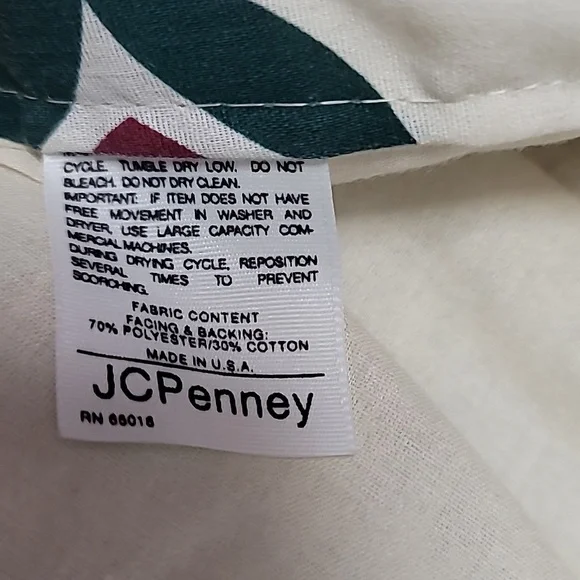 CYCLE. TUMBLE DRY LOW. DO NOT
BLEACH. DO NOT DRY CLEAN.
IMPORTANT: IF ITEM DOES NOT HAVE
FREE MOVEMENT IN WASHER AND
DRYER, USE LARGE CAPACITY COM-
MERCIAL MACHINES.
DURING DRYING CYCLE, REPOSITION
SEVERAL TIMES TO PREVENT
SCORCHING.
FABRIC CONTENT
FACING & BACKING:
70% POLYESTER/30% COTTON
MADE IN U.S.A.
JCPenney
RN 66016